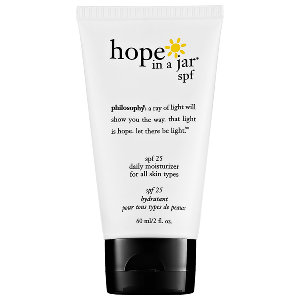 hope
in a jar®
spf
philosophy: a ray of light will
show you the way. that light
is hope. let there be light.™
spf 25
daily moisturizer
for all skin types
spf 25
hydratant
pour tous types de peaux
60 ml/2 fl. oz.